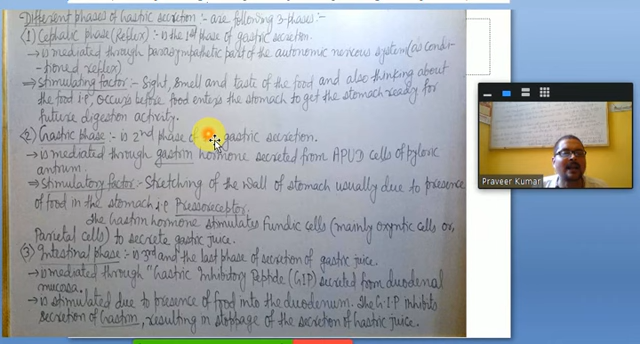 Different phases of Gastric secretion :- are following 3-phases :-
(1) Cephalic phase (Reflex) :- is the 1st phase of gastric secretion.
→ is mediated through parasympathetic part of the autonomic nervous system (as condi-
-tioned reflex)
⇒ Stimulating factor :- Sight, Smell and taste of the food and also thinking about
the food i.e, occurs before food enters the stomach to get the stomach ready for
future digestion activity.
(2) Gastric phase :- is 2nd phase of gastric secretion.
→ is mediated through gastrin hormone secreted from APUD cells of pyloric
antrum.
→ Stimulatory factor :- Stretching of the wall of stomach usually due to presence
of food in the stomach i.e Pressoreceptor.
The Gastrin hormone stimulates Fundic cells (mainly oxyntic cells or,
Parietal cells) to secrete gastric juice.
(3) Intestinal phase :- is 3rd and the last phase of secretion of gastric juice.
→ is mediated through "Gastric Inhibitory Peptide (GIP) secreted from duodenal
mucosa.
→ is stimulated due to presence of food into the duodenum. The G.I.P inhibits
secretion of Gastrin, resulting in stoppage of the secretion of Gastric juice.
Praveer Kumar